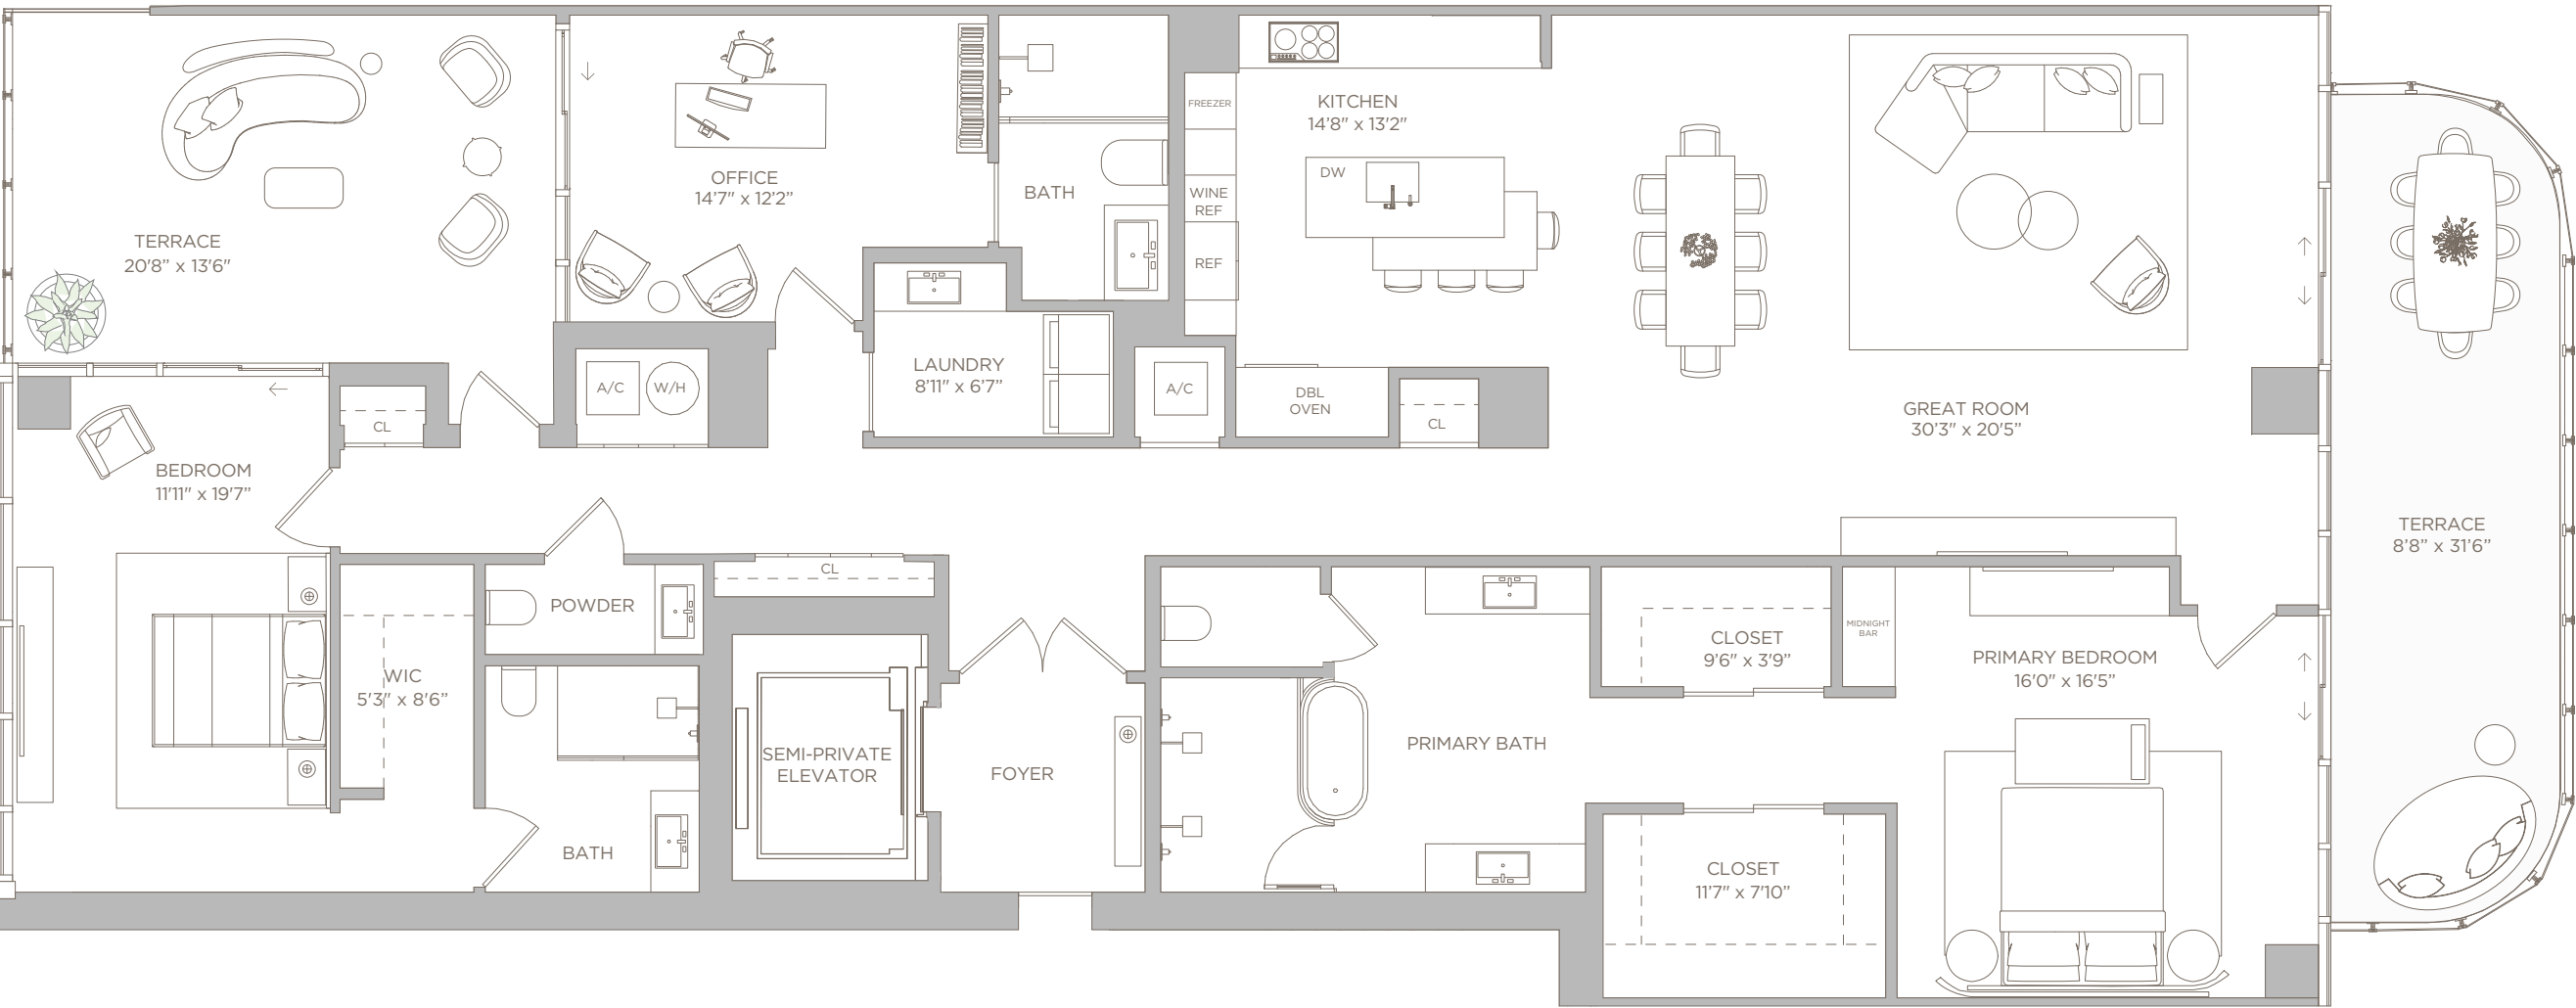 TERRACE
20'8” x 13'6"
OFFICE
14'7” x 12'2”
BATH
FREEZER
WINE
REF
REF
KITCHEN
14'8” x 13'2"
DW
A/C
W/H
LAUNDRY
8'11" x 6'7”
A/C
DBL
OVEN
CL
GREAT ROOM
30'3” x 20'5”
TERRACE
8'8” x 31'6”
CL
BEDROOM
11'11" x 19'7”
CL
POWDER
WIC
5'3” x 8'6”
BATH
SEMI-PRIVATE
ELEVATOR
FOYER
PRIMARY BATH
CLOSET
9'6” x 3'9”
MIDNIGHT
BAR
PRIMARY BEDROOM
16'0” x 16'5”
CLOSET
11'7" x 7'10”